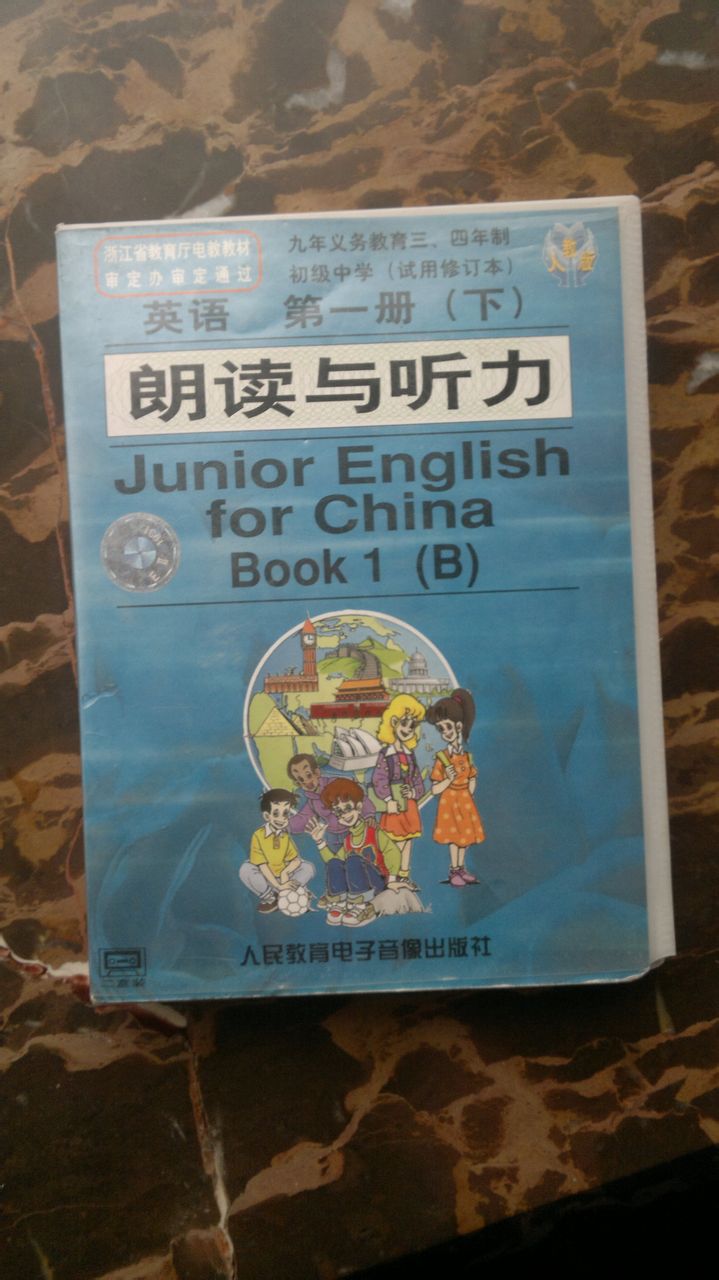 浙江省教育厅电教教材
审定办审定通过
九年义务教育三、四年制
初级中学（试用修订本）
人教版
英语 第一册（下）
朗读与听力
Junior English
for China
Book 1 (B)
人民教育电子音像出版社
二盒装